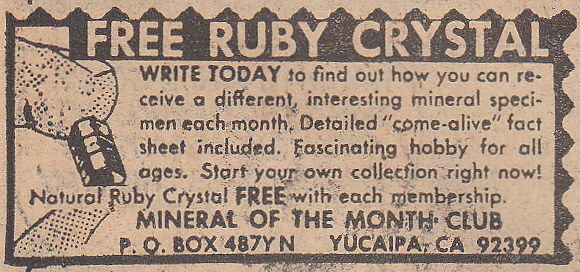 FREE RUBY CRYSTAL
WRITE TODAY to find out how you can re-
ceive a different, interesting mineral speci-
men each month. Detailed "come-alive" fact
sheet included. Fascinating hobby for all
ages. Start your own collection right now!
Natural Ruby Crystal FREE with each membership.
MINERAL OF THE MONTH CLUB
P. O. BOX 487YN YUCAIPA, CA 92399